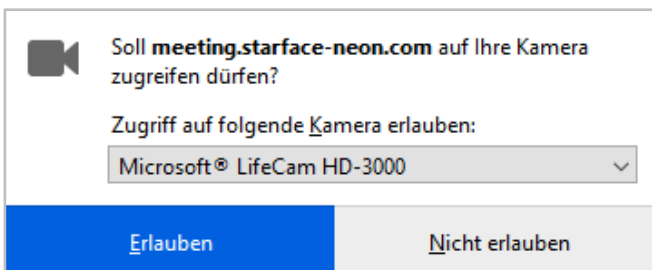 Soll meeting.starface-neon.com auf Ihre Kamera
zugreifen dürfen?
Zugriff auf folgende Kamera erlauben:
Microsoft® LifeCam HD-3000
Erlauben
Nicht erlauben